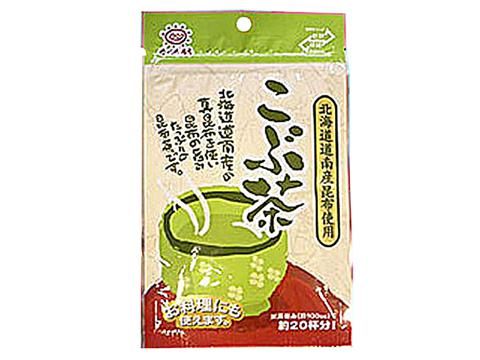 こぶ茶
北海道道南産昆布使用
北海道道南産の
真昆布を使い
昆布の旨み
たっぷりの
昆布茶です。
お料理にも
使えます。
約20杯分!